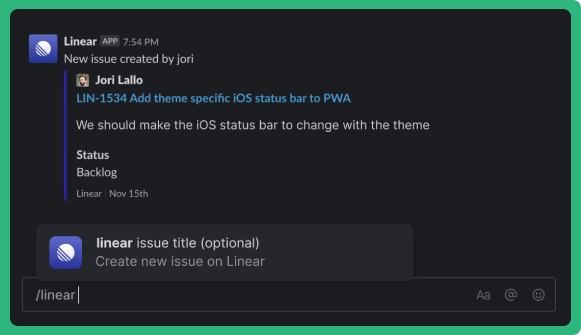 Linear APP 7:54 PM
New issue created by jori
Jori Lallo
LIN-1534 Add theme specific iOS status bar to PWA
We should make the iOS status bar to change with the theme
Status
Backlog
Linear | Nov 15th
linear issue title (optional)
Create new issue on Linear
/linear
Aa @